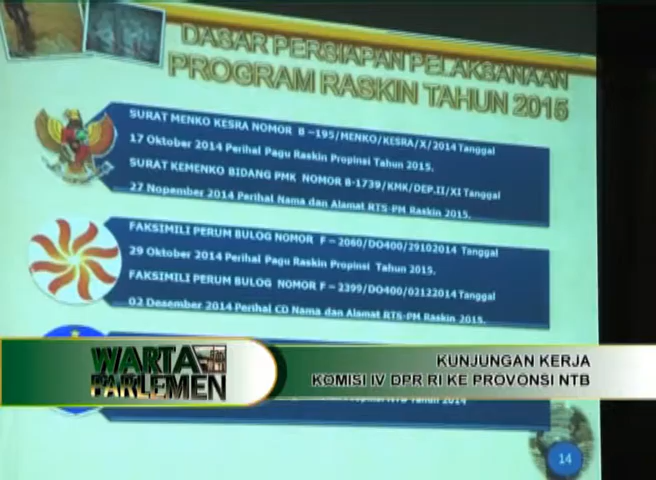 DASAR PERSIAPAN PELAKSANAAN
PROGRAM RASKIN TAHUN 2015
SURAT MENKO KESRA NOMOR B –195/MENKO/KESRA/X/2014 Tanggal
17 Oktober 2014 Perihal Pagu Raskin Propinsi Tahun 2015.
SURAT KEMENKO BIDANG PMK NOMOR B-1739/KMK/DEP.II/XI Tanggal
27 Nopember 2014 Perihal Nama dan Alamat RTS-PM Raskin 2015.
FAKSIMILI PERUM BULOG NOMOR F – 2060/DO400/29102014 Tanggal
29 Oktober 2014 Perihal Pagu Raskin Propinsi Tahun 2015.
FAKSIMILI PERUM BULOG NOMOR F – 2399/DO400/02122014 Tanggal
02 Desember 2014 Perihal CD Nama dan Alamat RTS-PM Raskin 2015.
WARTA
PARLEMEN
KUNJUNGAN KERJA
KOMISI IV DPR RI KE PROVONSI NTB
NTB Tahun 2014
14